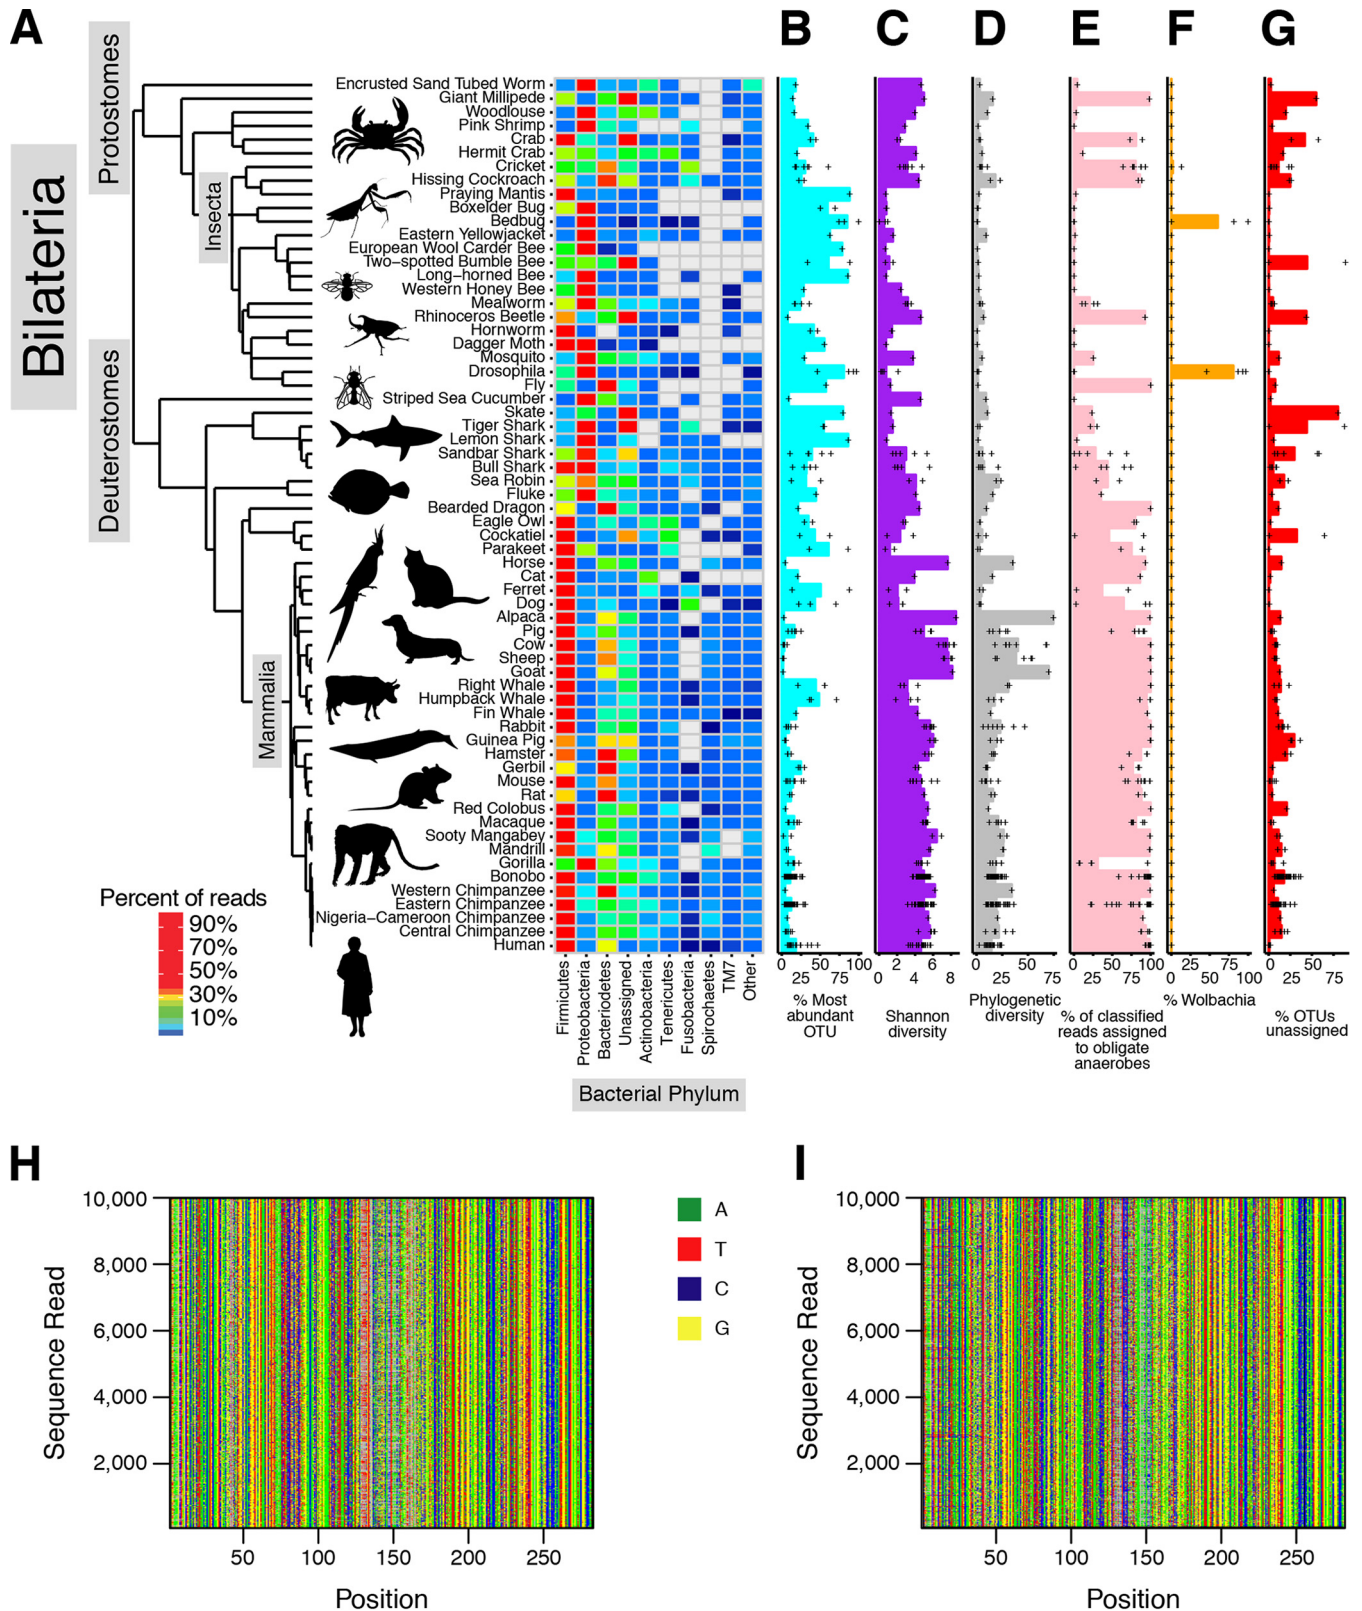 A
B
C
D
E
F
G
Bilateria
Protostomes
Deuterostomes
Insecta
Mammalia
Encrusted Sand Tubed Worm
Giant Millipede
Woodlouse
Pink Shrimp
Crab
Hermit Crab
Cricket
Hissing Cockroach
Praying Mantis
Boxelder Bug
Bedbug
Eastern Yellowjacket
European Wool Carder Bee
Two-spotted Bumble Bee
Long-horned Bee
Western Honey Bee
Mealworm
Rhinoceros Beetle
Hornworm
Dagger Moth
Mosquito
Drosophila
Fly
Striped Sea Cucumber
Skate
Tiger Shark
Lemon Shark
Sandbar Shark
Bull Shark
Sea Robin
Fluke
Bearded Dragon
Eagle Owl
Cockatiel
Parakeet
Horse
Cat
Ferret
Dog
Alpaca
Pig
Cow
Sheep
Goat
Right Whale
Humpback Whale
Fin Whale
Rabbit
Guinea Pig
Hamster
Gerbil
Mouse
Rat
Red Colobus
Macaque
Sooty Mangabey
Mandrill
Gorilla
Bonobo
Western Chimpanzee
Eastern Chimpanzee
Nigeria-Cameroon Chimpanzee
Central Chimpanzee
Human
Percent of reads
90%
70%
50%
30%
10%
Firmicutes
Proteobacteria
Bacteriodetes
Unassigned
Actinobacteria
Tenericutes
Fusobacteria
Spirochaetes
TM7
Other
Bacterial Phylum
0 50 100
25 75
% Most
abundant
OTU
0 2 4 6 8
Shannon
diversity
0 25 50 75
Phylogenetic
diversity
0 50 100
25 75
% of classified
reads assigned
to obligate
anaerobes
0 50 100
25 75
% Wolbachia
0 50
25 75
% OTUs
unassigned
H
10,000
8,000
6,000
4,000
2,000
Sequence Read
50 100 150 200 250
Position
A
T
C
G
I
10,000
8,000
6,000
4,000
2,000
Sequence Read
50 100 150 200 250
Position